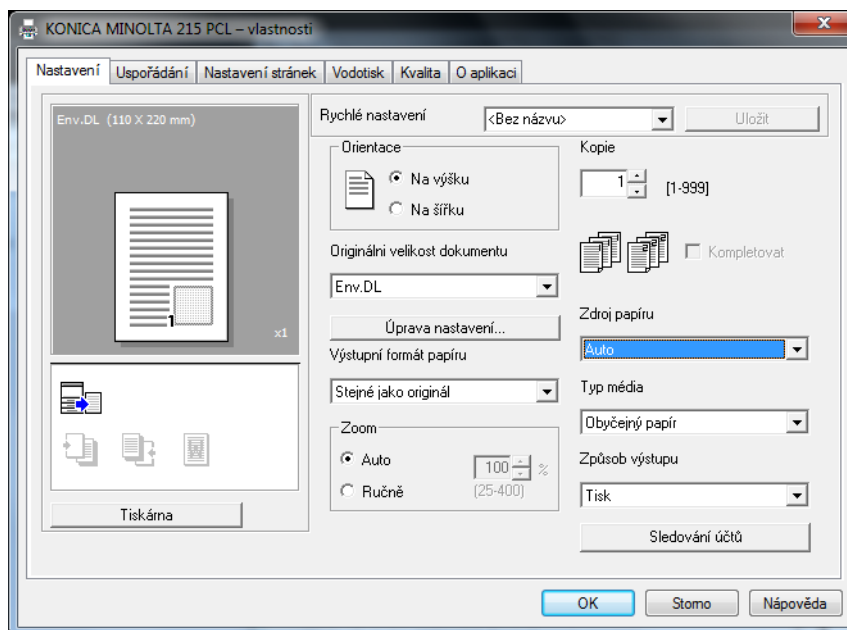 KONICA MINOLTA 215 PCL – vlastnosti
Nastavení Uspořádání Nastavení stránek Vodotisk Kvalita O aplikaci
Env.DL (110 X 220 mm)
1
x1
Tiskárna
Rychlé nastavení <Bez názvu> Uložit
Orientace
Na výšku
Na šířku
Originálni velikost dokumentu
Env.DL
Úprava nastavení...
Výstupní formát papíru
Stejné jako originál
Zoom
Auto 100 %
Ručně (25-400)
Kopie
1 [1-999]
Kompletovat
Zdroj papíru
Auto
Typ média
Obyčejný papír
Způsob výstupu
Tisk
Sledování účtů
OK Storno Nápověda